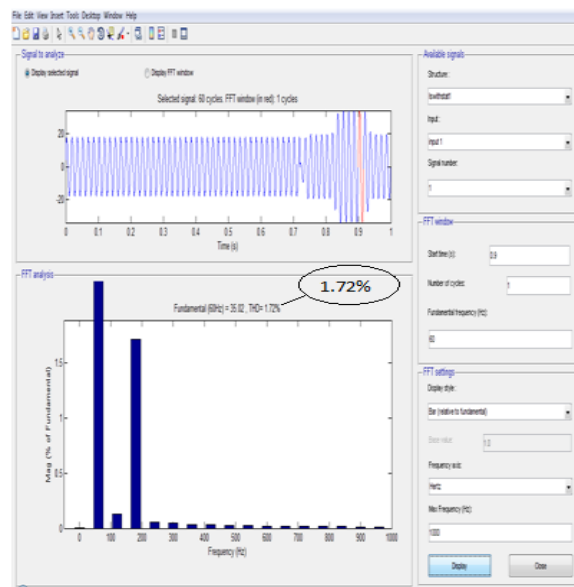 File Edit View Insert Tools Desktop Window Help
Signal to analyze
Display selected signal
Display FFT window
Selected signal: 60 cycles. FFT window (in red): 1 cycles
20
0
-20
0 0.1 0.2 0.3 0.4 0.5 0.6 0.7 0.8 0.9 1
Time (s)
FFT analysis
1.72%
Fundamental (60Hz) = 35.02 , THD= 1.72%
Mag (% of Fundamental)
1.5
1
0.5
0
0 100 200 300 400 500 600 700 800 900 1000
Frequency (Hz)
Available signals
Structure :
Input :
input 1
Signal number:
1
FFT window
Start time (s):
0.9
Number of cycles:
1
Fundamental frequency (Hz):
60
FFT settings
Display style :
Bar (relative to fundamental)
Base value:
1.0
Frequency axis:
Hertz
Max Frequency (Hz):
1000
Display
Close